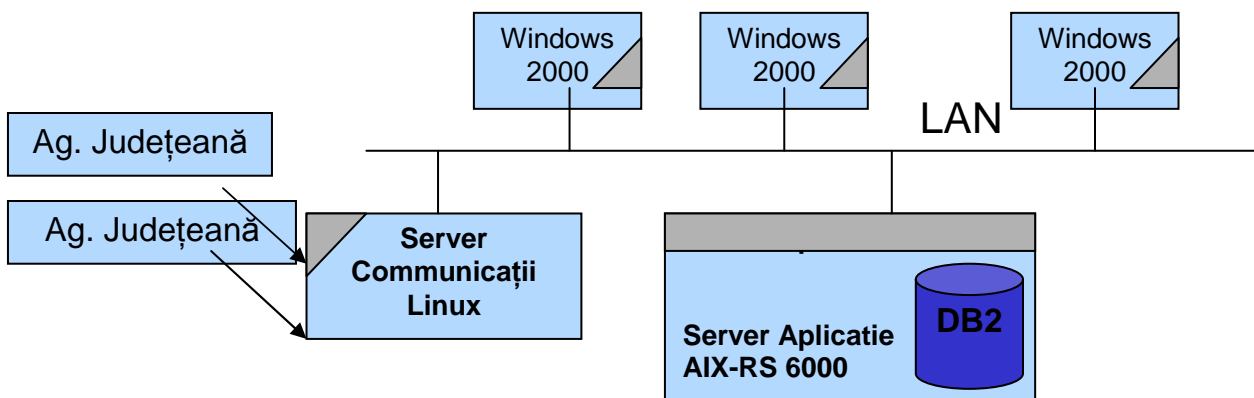 Windows
2000
Windows
2000
Windows
2000
LAN
Ag. Județeană
Ag. Județeană
Server
Communicații
Linux
DB2
Server Aplicatie
AIX-RS 6000